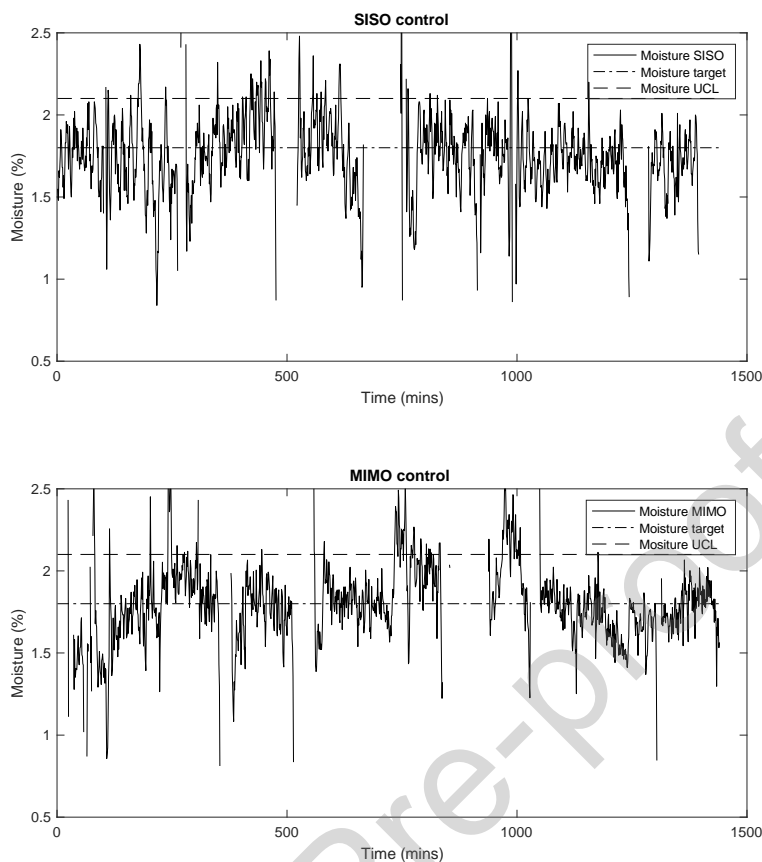 SISO control
2.5
2
1.5
1
0.5
Moisture (%)
0
500
1000
1500
Time (mins)
Moisture SISO
Moisture target
Mositure UCL
MIMO control
2.5
2
1.5
1
0.5
Moisture (%)
0
500
1000
1500
Time (mins)
Moisture MIMO
Moisture target
Mositure UCL
Pre-proof